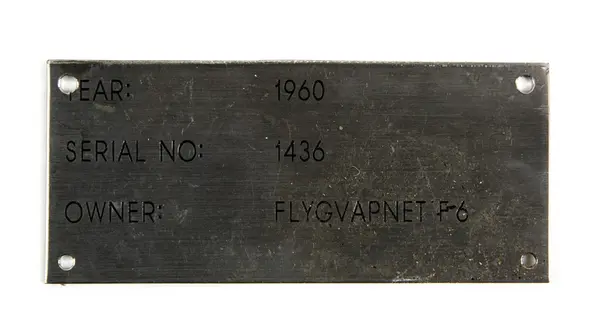 YEAR: 1960
SERIAL NO: 1436
OWNER: FLYGVAPNET F-6